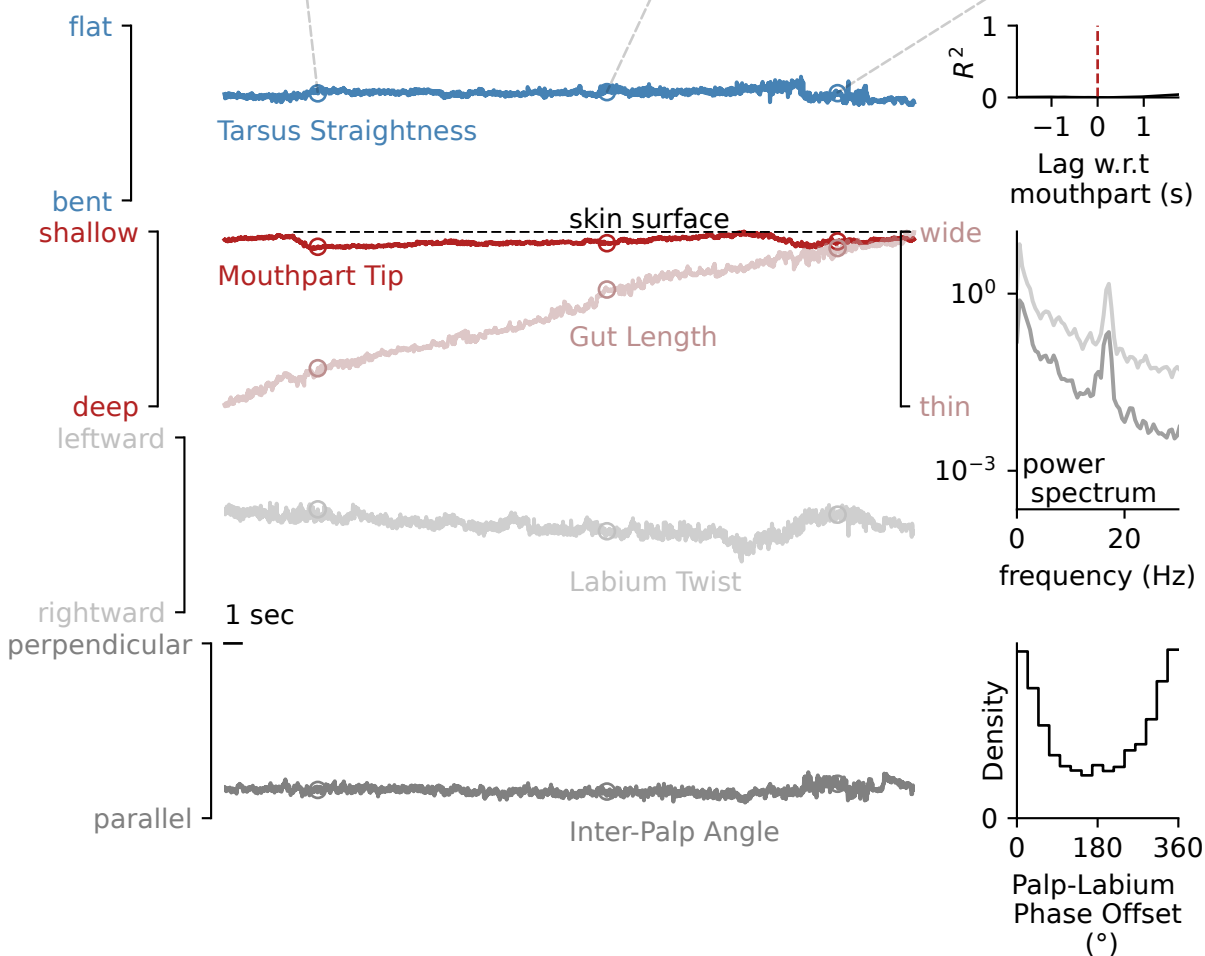 flat
Tarsus Straightness
bent
1
R²
0
−1 0 1
Lag w.r.t
mouthpart (s)
shallow
skin surface
wide
Mouthpart Tip
Gut Length
deep
thin
leftward
Labium Twist
rightward
10⁰
10⁻³
power
spectrum
0 20
frequency (Hz)
1 sec
perpendicular
parallel
Inter-Palp Angle
Density
0
0 180 360
Palp-Labium
Phase Offset
(°)